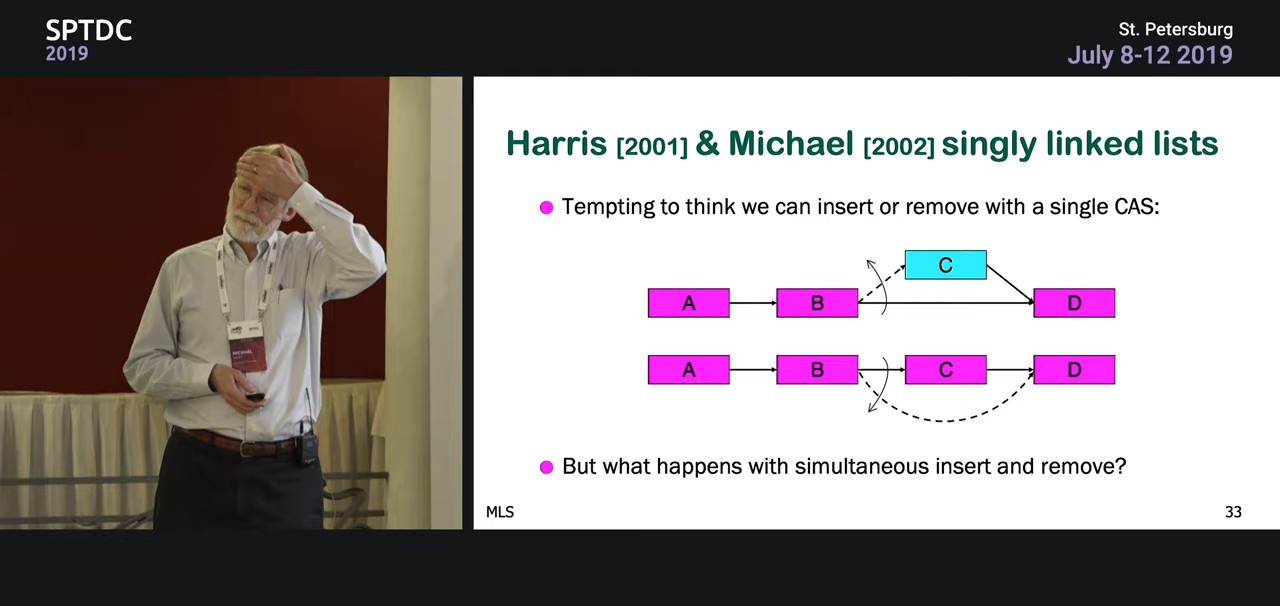 SPTDC
2019
St. Petersburg
July 8-12 2019
Harris [2001] & Michael [2002] singly linked lists
Tempting to think we can insert or remove with a single CAS:
C
A B D
A B C D
But what happens with simultaneous insert and remove?
MLS 33
MICHAEL